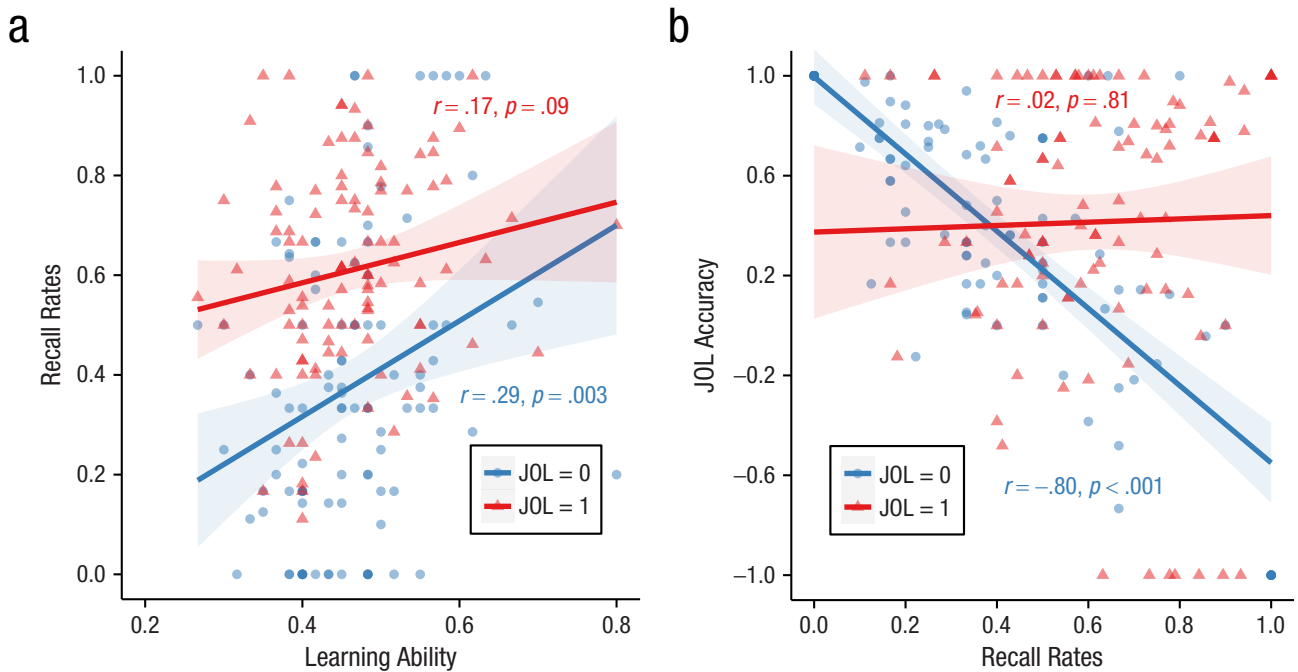 a
Recall Rates
1.0
0.8
0.6
0.4
0.2
0.0
r = .17, p = .09
r = .29, p = .003
JOL = 0
JOL = 1
0.2 0.4 0.6 0.8
Learning Ability
b
JOL Accuracy
1.0
0.6
0.2
−0.2
−0.6
−1.0
r = .02, p = .81
r = −.80, p < .001
JOL = 0
JOL = 1
0.0 0.2 0.4 0.6 0.8 1.0
Recall Rates